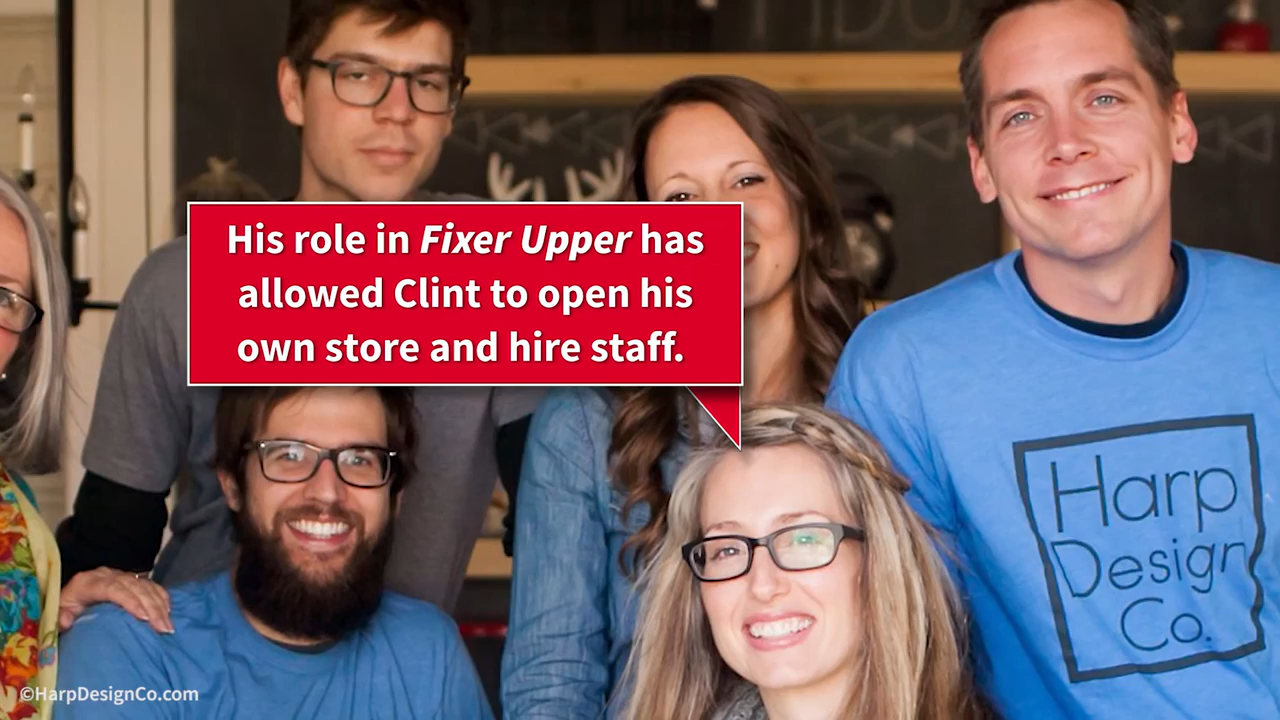 His role in Fixer Upper has
allowed Clint to open his
own store and hire staff.
Harp
Design
Co.
©HarpDesignCo.com